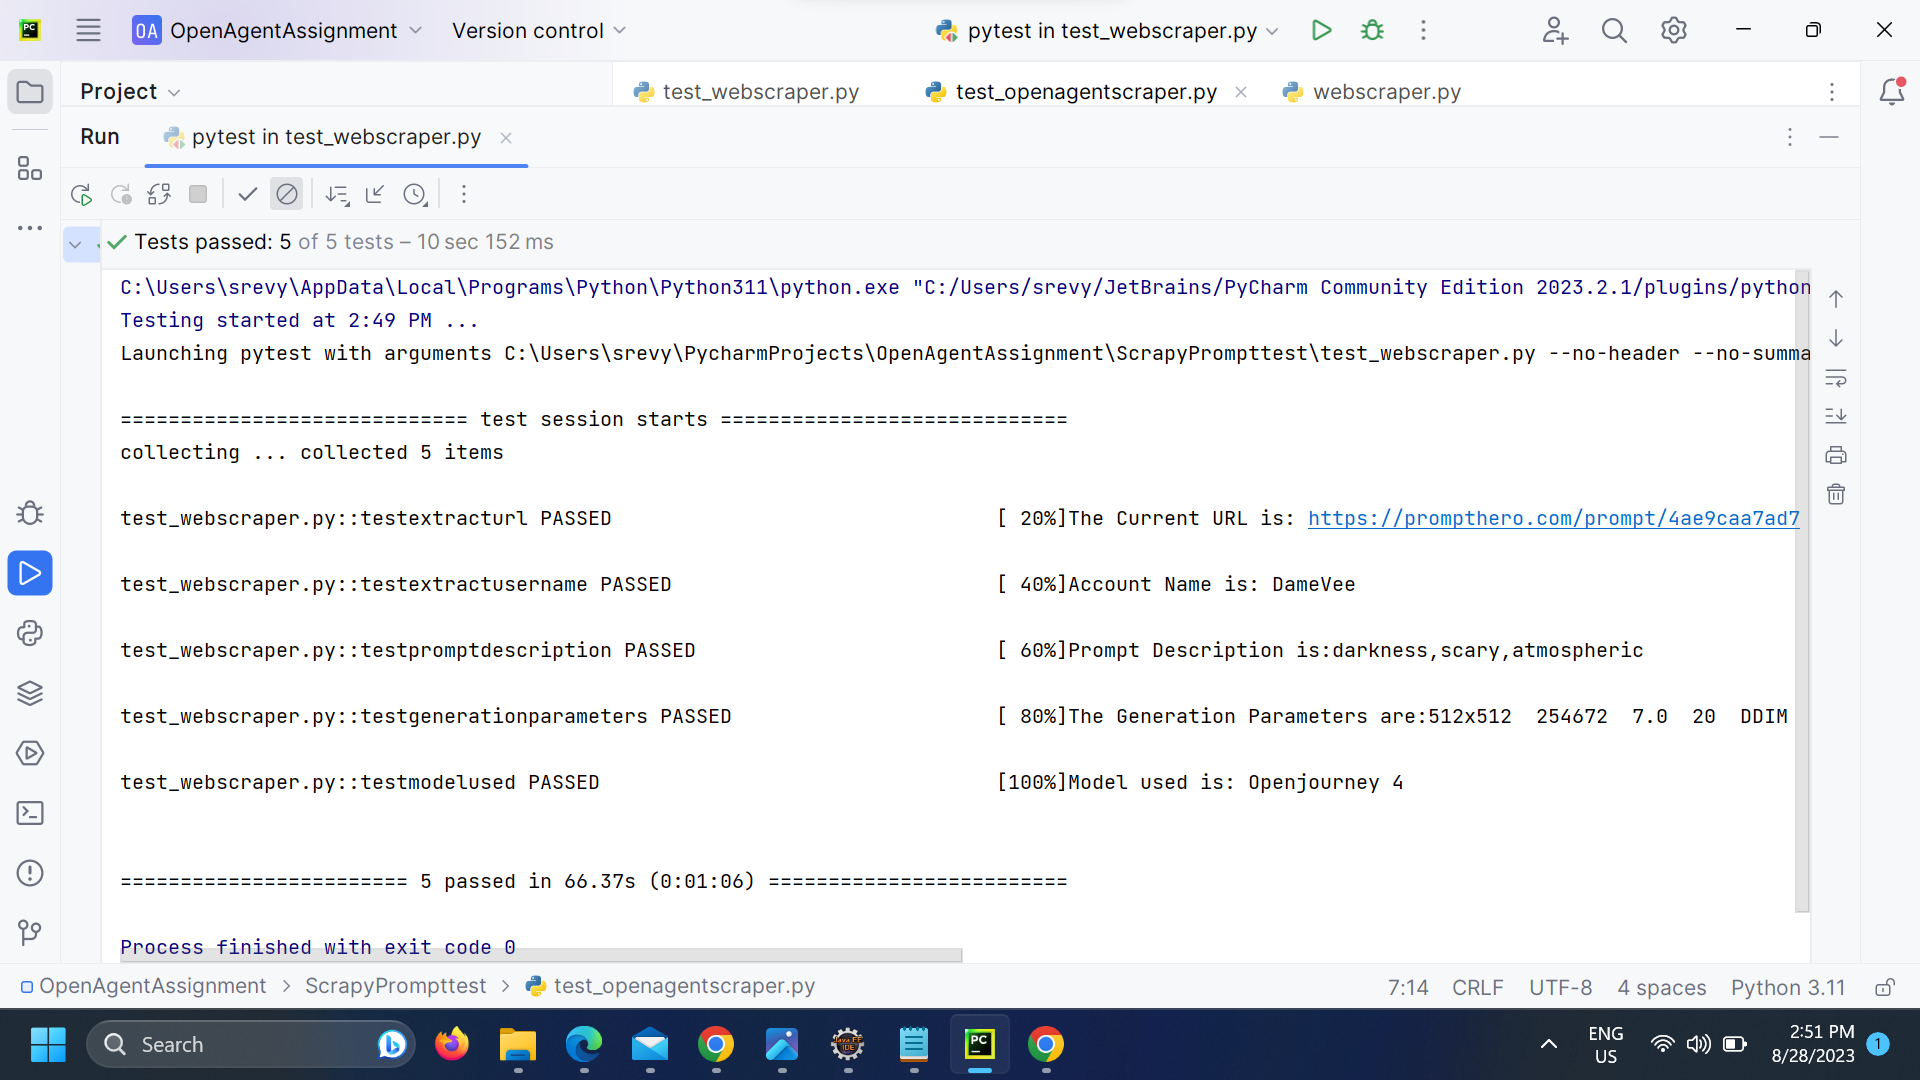 PC
OA OpenAgentAssignment Version control pytest in test_webscraper.py
Project test_webscraper.py test_openagentscraper.py webscraper.py
Run pytest in test_webscraper.py
Tests passed: 5 of 5 tests – 10 sec 152 ms
C:\Users\srevy\AppData\Local\Programs\Python\Python311\python.exe "C:/Users/srevy/JetBrains/PyCharm Community Edition 2023.2.1/plugins/python
Testing started at 2:49 PM ...
Launching pytest with arguments C:\Users\srevy\PycharmProjects\OpenAgentAssignment\ScrapyPrompttest\test_webscraper.py --no-header --no-summa
============================= test session starts =============================
collecting ... collected 5 items
test_webscraper.py::testextracturl PASSED [ 20%]The Current URL is: https://prompthero.com/prompt/4ae9caa7ad7
test_webscraper.py::testextractusername PASSED [ 40%]Account Name is: DameVee
test_webscraper.py::testpromptdescription PASSED [ 60%]Prompt Description is:darkness,scary,atmospheric
test_webscraper.py::testgenerationparameters PASSED [ 80%]The Generation Parameters are:512x512 254672 7.0 20 DDIM
test_webscraper.py::testmodelused PASSED [100%]Model used is: Openjourney 4
======================== 5 passed in 66.37s (0:01:06) =========================
Process finished with exit code 0
OpenAgentAssignment > ScrapyPrompttest > test_openagentscraper.py 7:14 CRLF UTF-8 4 spaces Python 3.11
Search
Java EE
IDE
PC
ENG
US
2:51 PM
8/28/2023
1